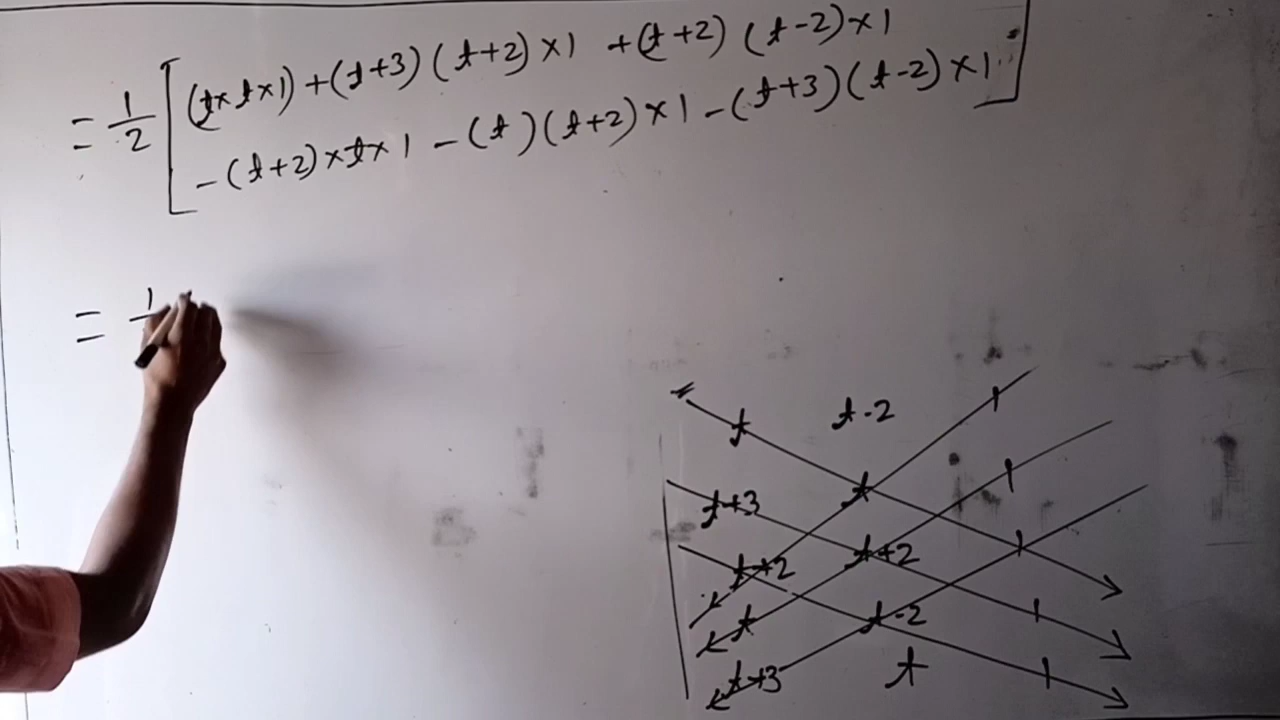 = 1/2 [(t×t×1)+(t+3)(t+2)×1 +(t+2)(t-2)×1
-(t+2)×t×1 -(t)(t+2)×1 -(t+3)(t-2)×1]
= 1
t t-2 1
t+3 t 1
t+2 t+2 1
t t-2 1
t+3 t 1